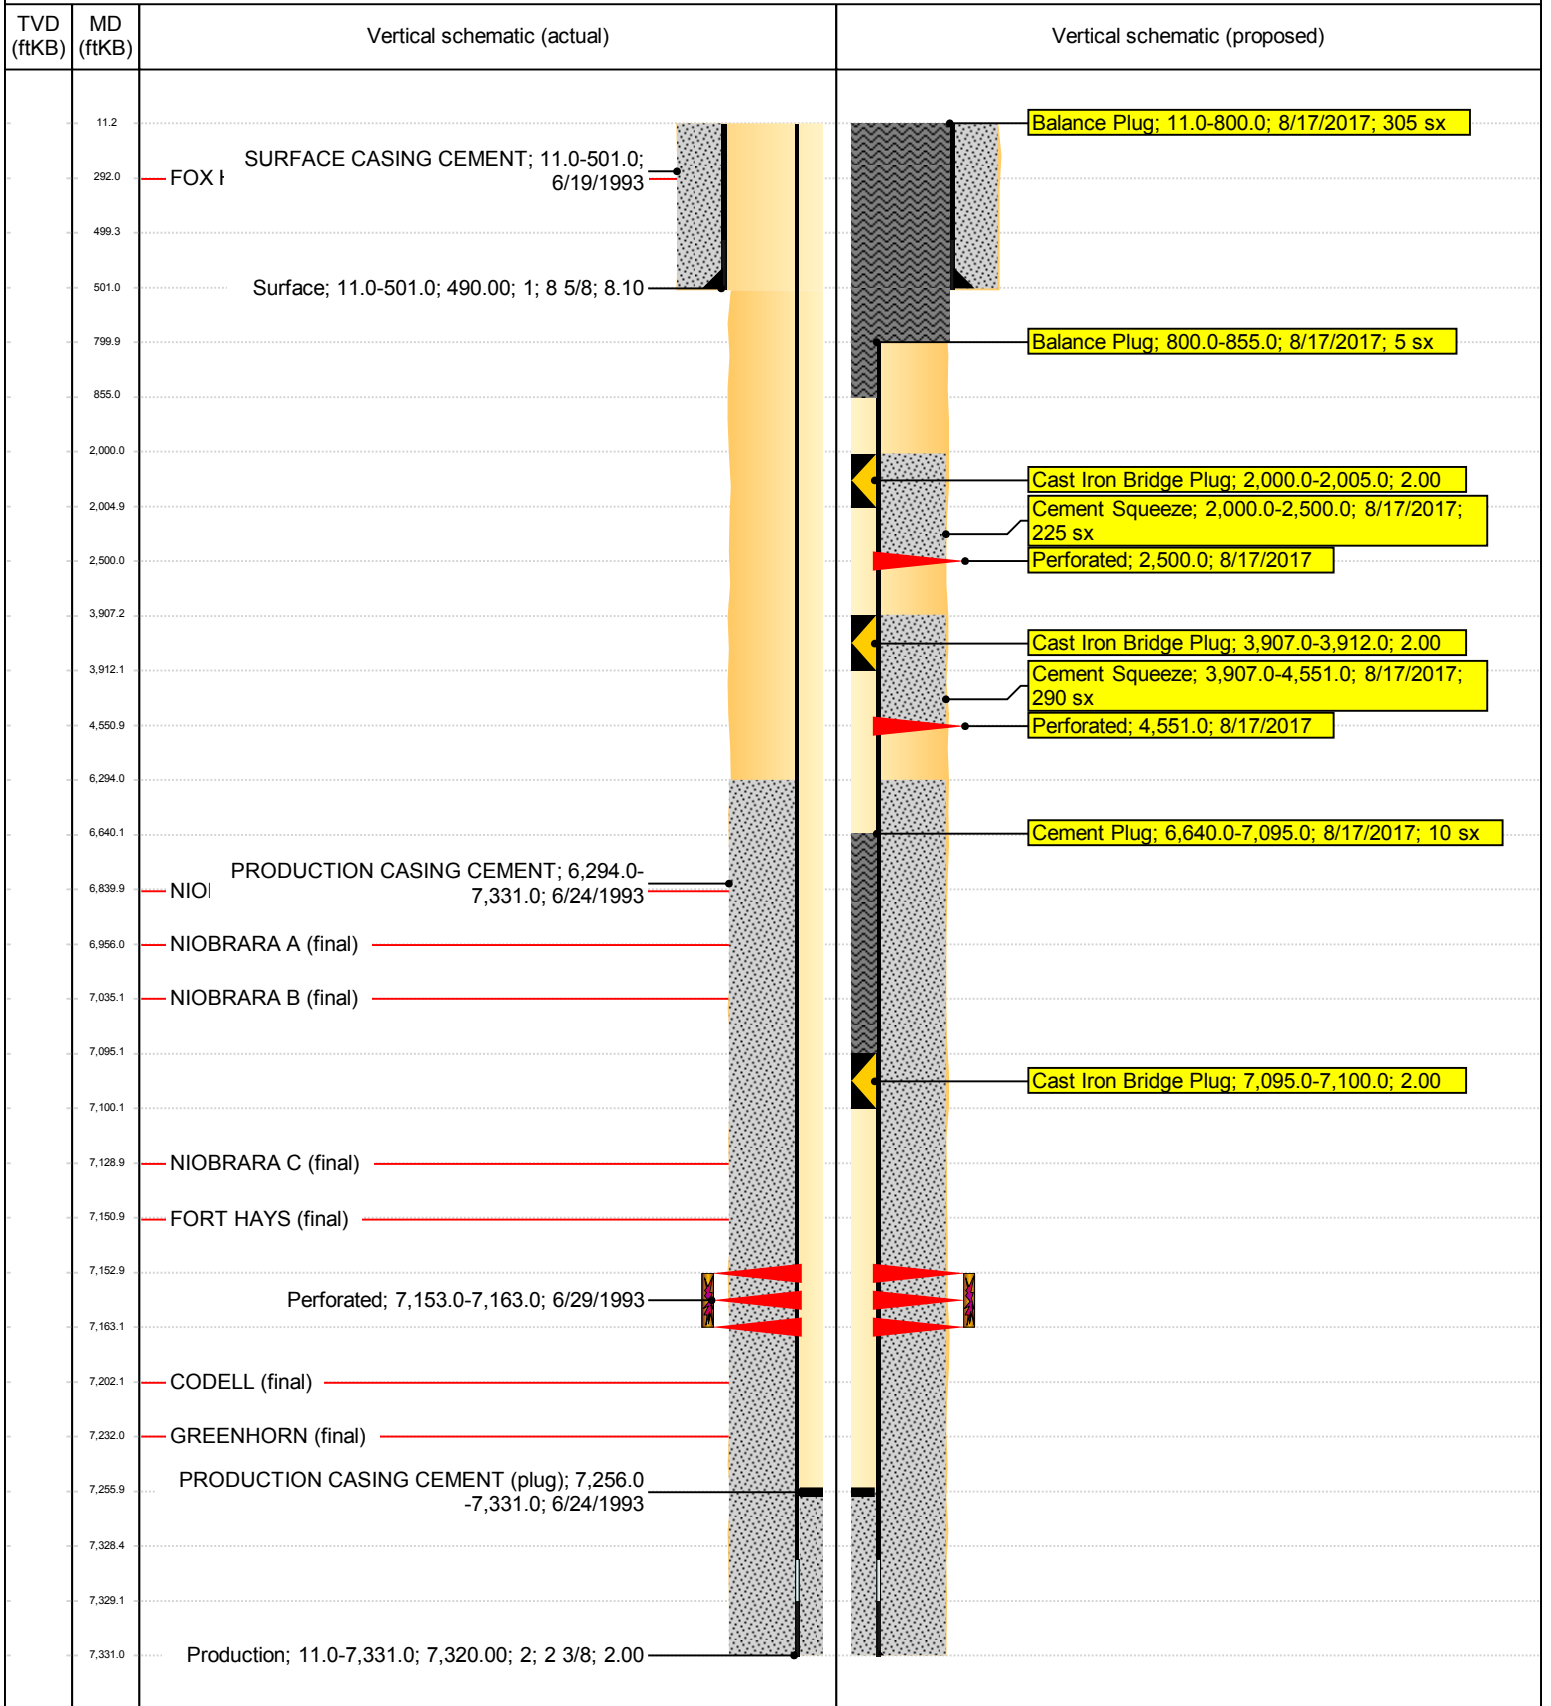 TVD
(ftKB)
MD
(ftKB)
Vertical schematic (actual)
Vertical schematic (proposed)
11.2
Balance Plug; 11.0-800.0; 8/17/2017; 305 sx
SURFACE CASING CEMENT; 11.0-501.0;
6/19/1993
292.0
FOX
499.3
501.0
Surface; 11.0-501.0; 490.00; 1; 8 5/8; 8.10
799.9
Balance Plug; 800.0-855.0; 8/17/2017; 5 sx
855.0
2,000.0
Cast Iron Bridge Plug; 2,000.0-2,005.0; 2.00
2,004.9
Cement Squeeze; 2,000.0-2,500.0; 8/17/2017;
225 sx
2,500.0
Perforated; 2,500.0; 8/17/2017
3,907.2
Cast Iron Bridge Plug; 3,907.0-3,912.0; 2.00
3,912.1
Cement Squeeze; 3,907.0-4,551.0; 8/17/2017;
290 sx
4,550.9
Perforated; 4,551.0; 8/17/2017
6,294.0
6,640.1
Cement Plug; 6,640.0-7,095.0; 8/17/2017; 10 sx
PRODUCTION CASING CEMENT; 6,294.0-
7,331.0; 6/24/1993
6,839.9
NIO
6,956.0
NIOBRARA A (final)
7,035.1
NIOBRARA B (final)
7,095.1
Cast Iron Bridge Plug; 7,095.0-7,100.0; 2.00
7,100.1
7,128.9
NIOBRARA C (final)
7,150.9
FORT HAYS (final)
7,152.9
Perforated; 7,153.0-7,163.0; 6/29/1993
7,163.1
7,202.1
CODELL (final)
7,232.0
GREENHORN (final)
PRODUCTION CASING CEMENT (plug); 7,256.0
-7,331.0; 6/24/1993
7,255.9
7,328.4
7,329.1
7,331.0
Production; 11.0-7,331.0; 7,320.00; 2; 2 3/8; 2.00